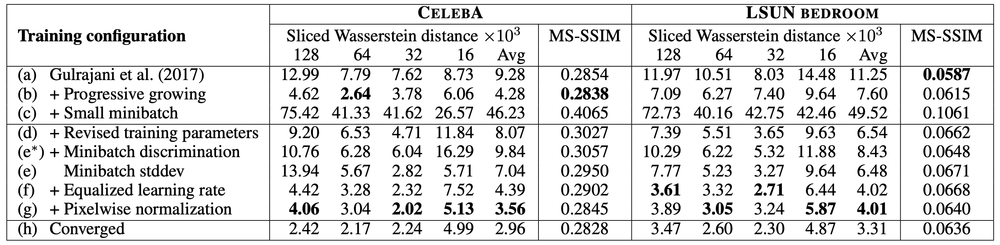 CELEBA LSUN BEDROOM
Training configuration Sliced Wasserstein distance ×10³ MS-SSIM Sliced Wasserstein distance ×10³ MS-SSIM
128 64 32 16 Avg 128 64 32 16 Avg
(a) Gulrajani et al. (2017) 12.99 7.79 7.62 8.73 9.28 0.2854 11.97 10.51 8.03 14.48 11.25 0.0587
(b) + Progressive growing 4.62 2.64 3.78 6.06 4.28 0.2838 7.09 6.27 7.40 9.64 7.60 0.0615
(c) + Small minibatch 75.42 41.33 41.62 26.57 46.23 0.4065 72.73 40.16 42.75 42.46 49.52 0.1061
(d) + Revised training parameters 9.20 6.53 4.71 11.84 8.07 0.3027 7.39 5.51 3.65 9.63 6.54 0.0662
(e*) + Minibatch discrimination 10.76 6.28 6.04 16.29 9.84 0.3057 10.29 6.22 5.32 11.88 8.43 0.0648
(e) Minibatch stddev 13.94 5.67 2.82 5.71 7.04 0.2950 7.77 5.23 3.27 9.64 6.48 0.0671
(f) + Equalized learning rate 4.42 3.28 2.32 7.52 4.39 0.2902 3.61 3.32 2.71 6.44 4.02 0.0668
(g) + Pixelwise normalization 4.06 3.04 2.02 5.13 3.56 0.2845 3.89 3.05 3.24 5.87 4.01 0.0640
(h) Converged 2.42 2.17 2.24 4.99 2.96 0.2828 3.47 2.60 2.30 4.87 3.31 0.0636